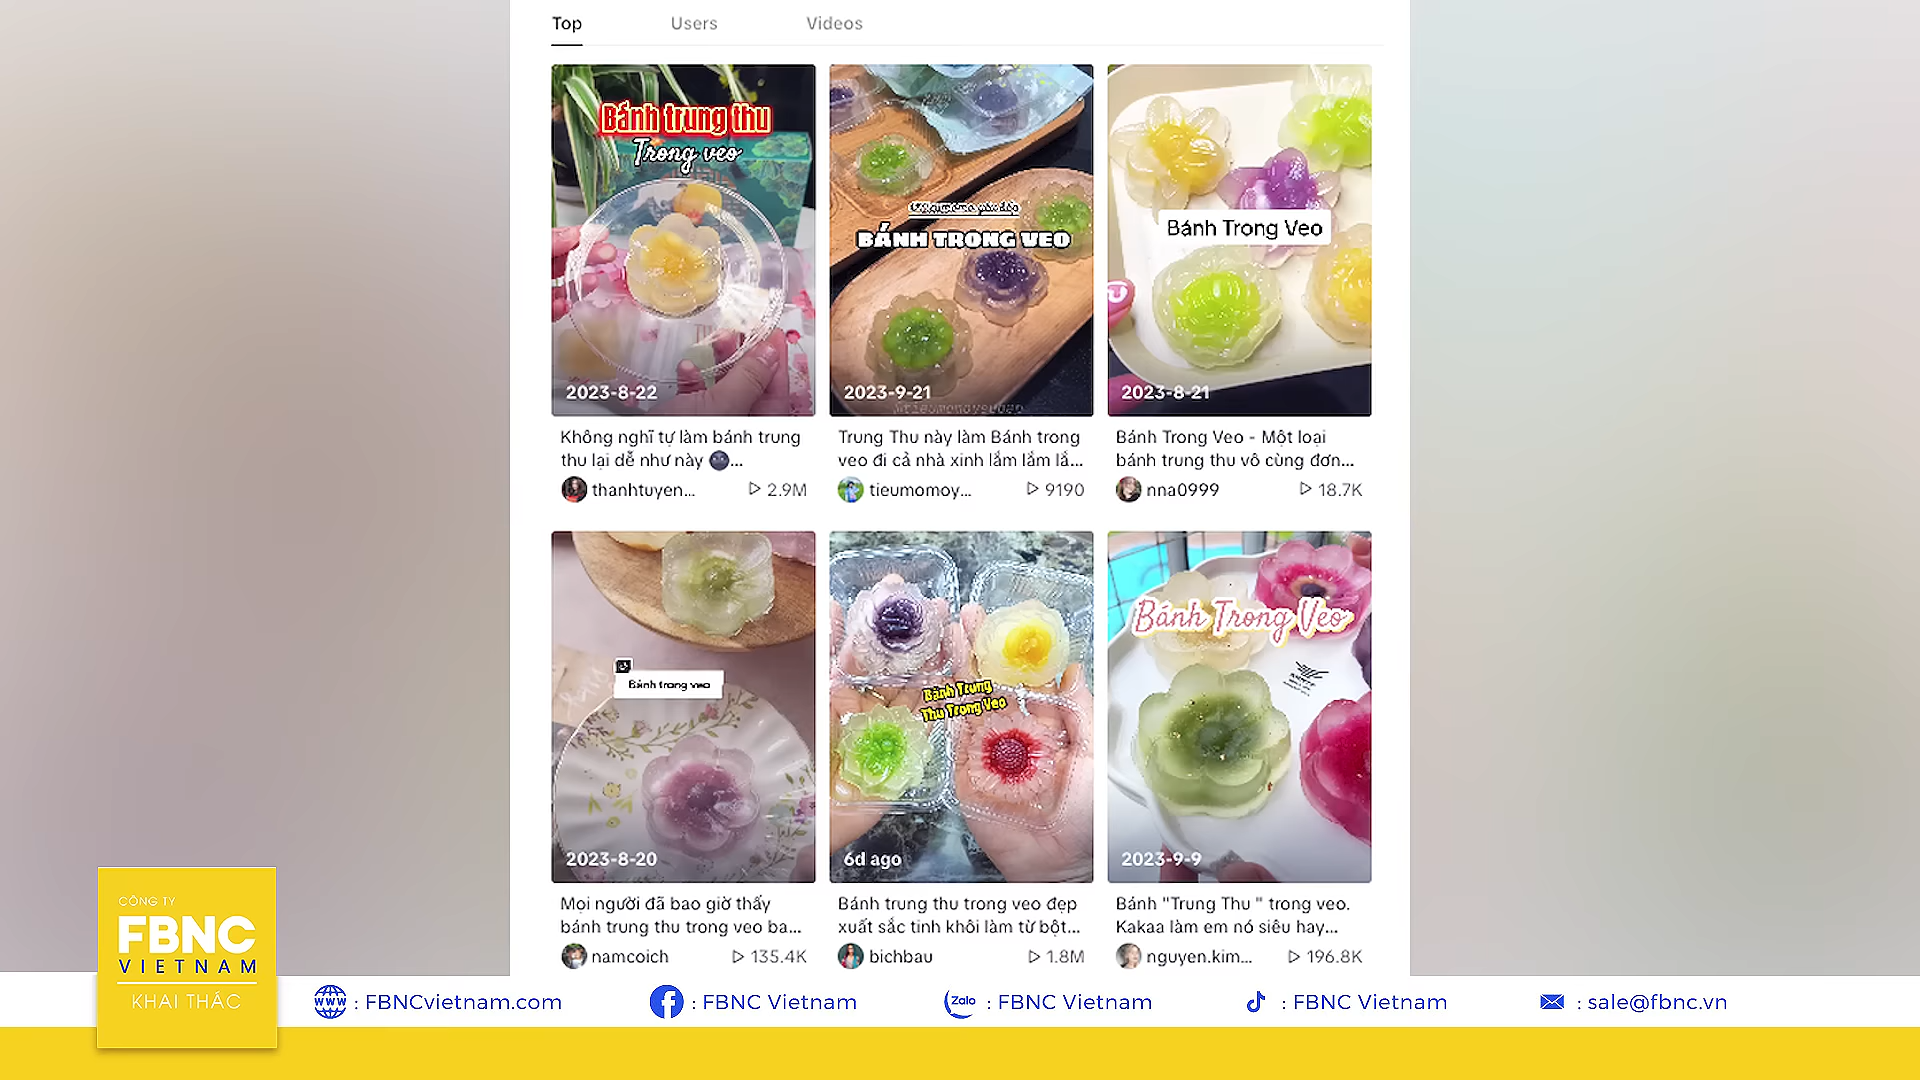 Top
Users
Videos
Bánh trung thu
Trong veo
2023-8-22
BÁNH TRONG VEO
2023-9-21
Bánh Trong Veo
2023-8-21
Không nghĩ tự làm bánh trung
thu lại dễ như này 🌚...
thanhtuyen...
2.9M
Trung Thu này làm Bánh trong
veo đi cả nhà xinh lắm lắm lắ...
tieumomoy...
9190
Bánh Trong Veo - Một loại
bánh trung thu vô cùng đơn...
nna0999
18.7K
Bánh trong veo
2023-8-20
Bánh Trung
Thu Trong Veo
6d ago
Bánh Trong Veo
2023-9-9
Mọi người đã bao giờ thấy
bánh trung thu trong veo ba...
namcoich
135.4K
Bánh trung thu trong veo đẹp
xuất sắc tinh khôi làm từ bột...
bichbau
1.8M
Bánh "Trung Thu " trong veo.
Kakaa làm em nó siêu hay...
nguyen.kim...
196.8K
CÔNG TY
FBNC
VIETNAM
KHAI THÁC
www : FBNCvietnam.com
: FBNC Vietnam
Zalo : FBNC Vietnam
: FBNC Vietnam
: sale@fbnc.vn